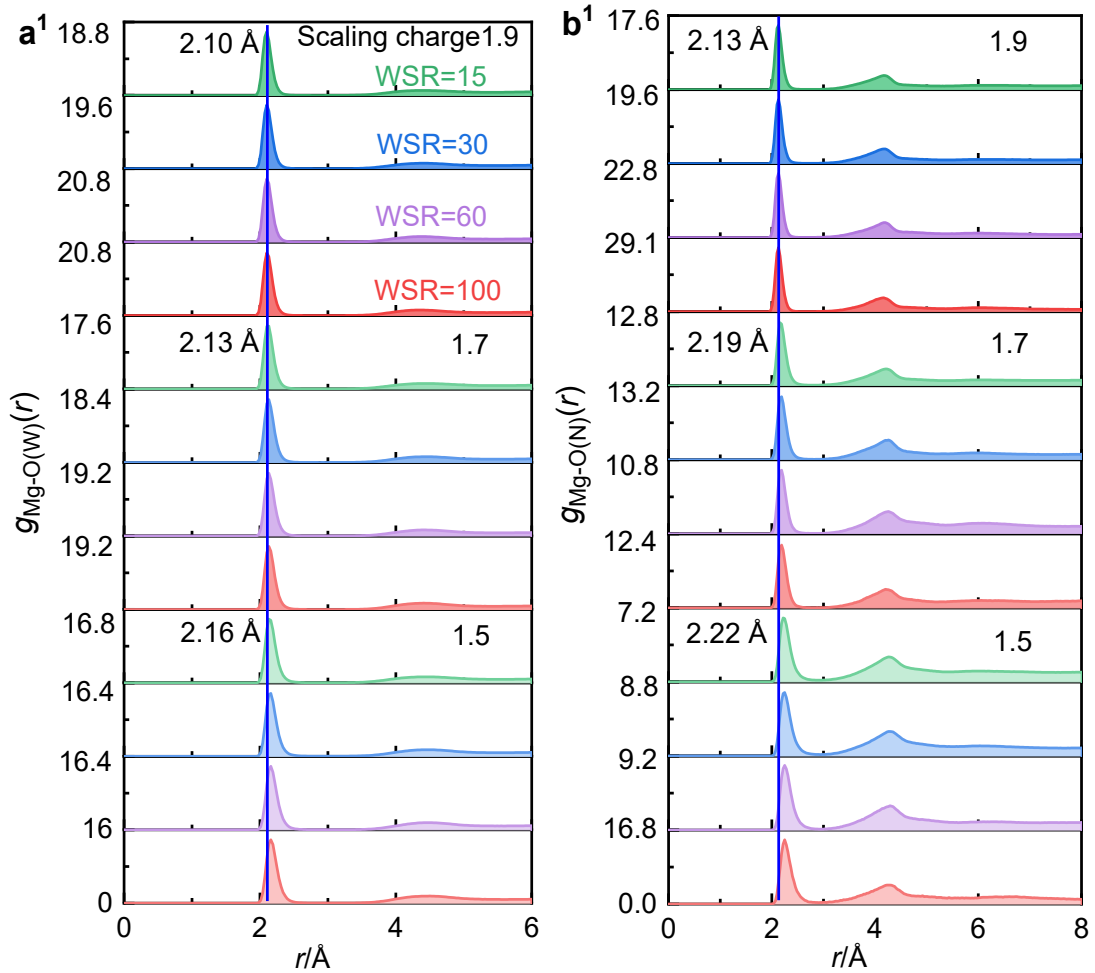 a¹
18.8
2.10 Å
Scaling charge1.9
WSR=15
19.6
WSR=30
20.8
WSR=60
20.8
WSR=100
17.6
2.13 Å
1.7
18.4
19.2
19.2
16.8
2.16 Å
1.5
16.4
16.4
16
0
0 2 4 6
r/Å
gMg-O(W)(r)
b¹
17.6
2.13 Å
1.9
19.6
22.8
29.1
12.8
2.19 Å
1.7
13.2
10.8
12.4
7.2
2.22 Å
1.5
8.8
9.2
16.8
0.0
0 2 4 6 8
r/Å
gMg-O(N)(r)